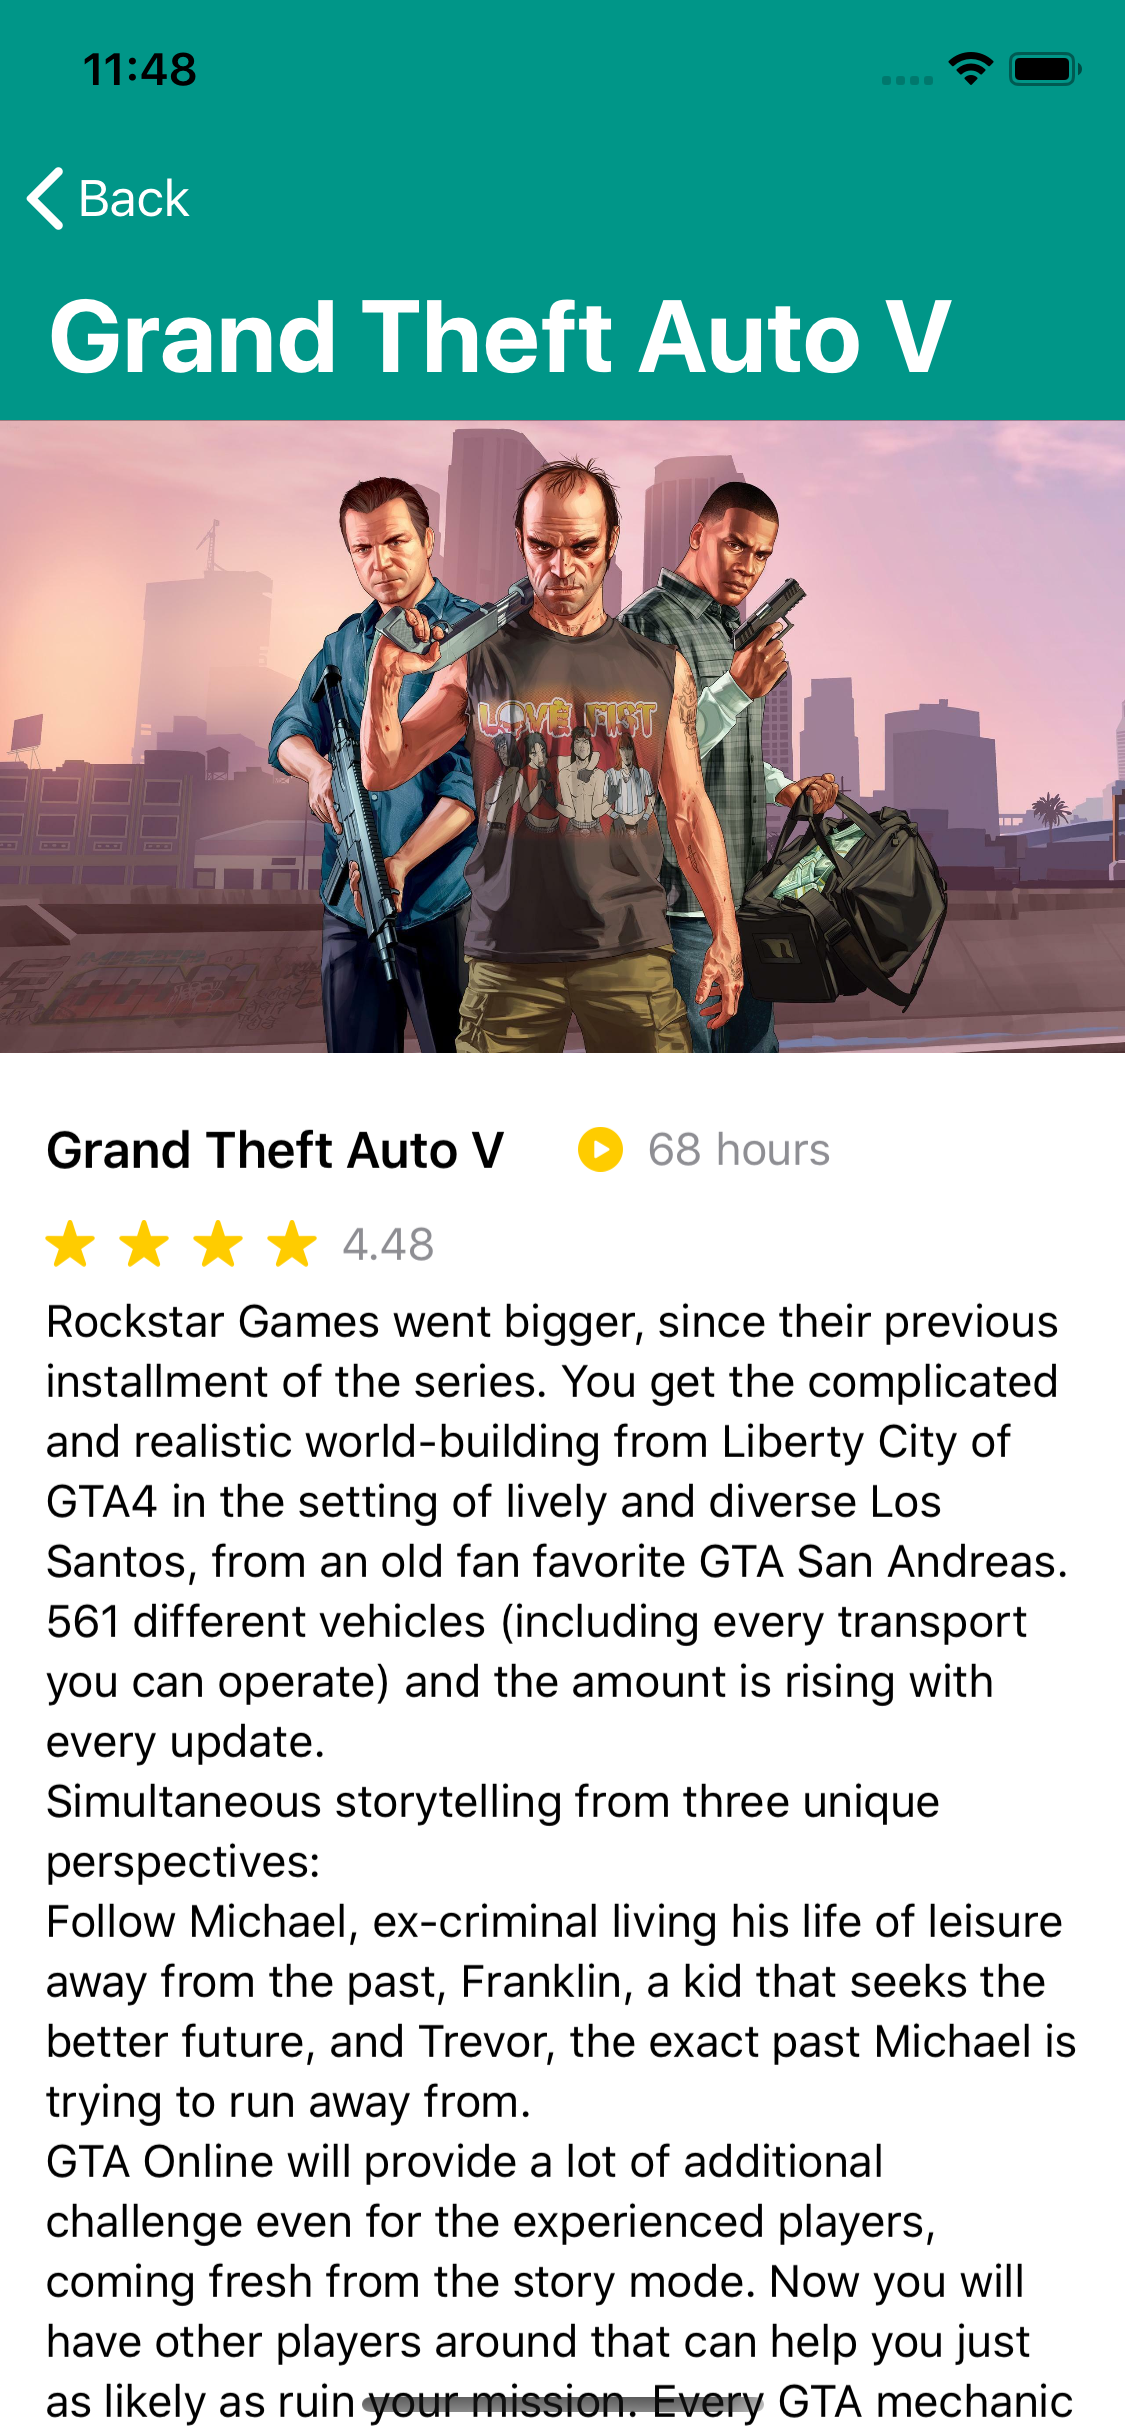 11:48
Back
Grand Theft Auto V
LOVE FIST
Grand Theft Auto V
68 hours
4.48
Rockstar Games went bigger, since their previous
installment of the series. You get the complicated
and realistic world-building from Liberty City of
GTA4 in the setting of lively and diverse Los
Santos, from an old fan favorite GTA San Andreas.
561 different vehicles (including every transport
you can operate) and the amount is rising with
every update.
Simultaneous storytelling from three unique
perspectives:
Follow Michael, ex-criminal living his life of leisure
away from the past, Franklin, a kid that seeks the
better future, and Trevor, the exact past Michael is
trying to run away from.
GTA Online will provide a lot of additional
challenge even for the experienced players,
coming fresh from the story mode. Now you will
have other players around that can help you just
as likely as ruin your mission. Every GTA mechanic